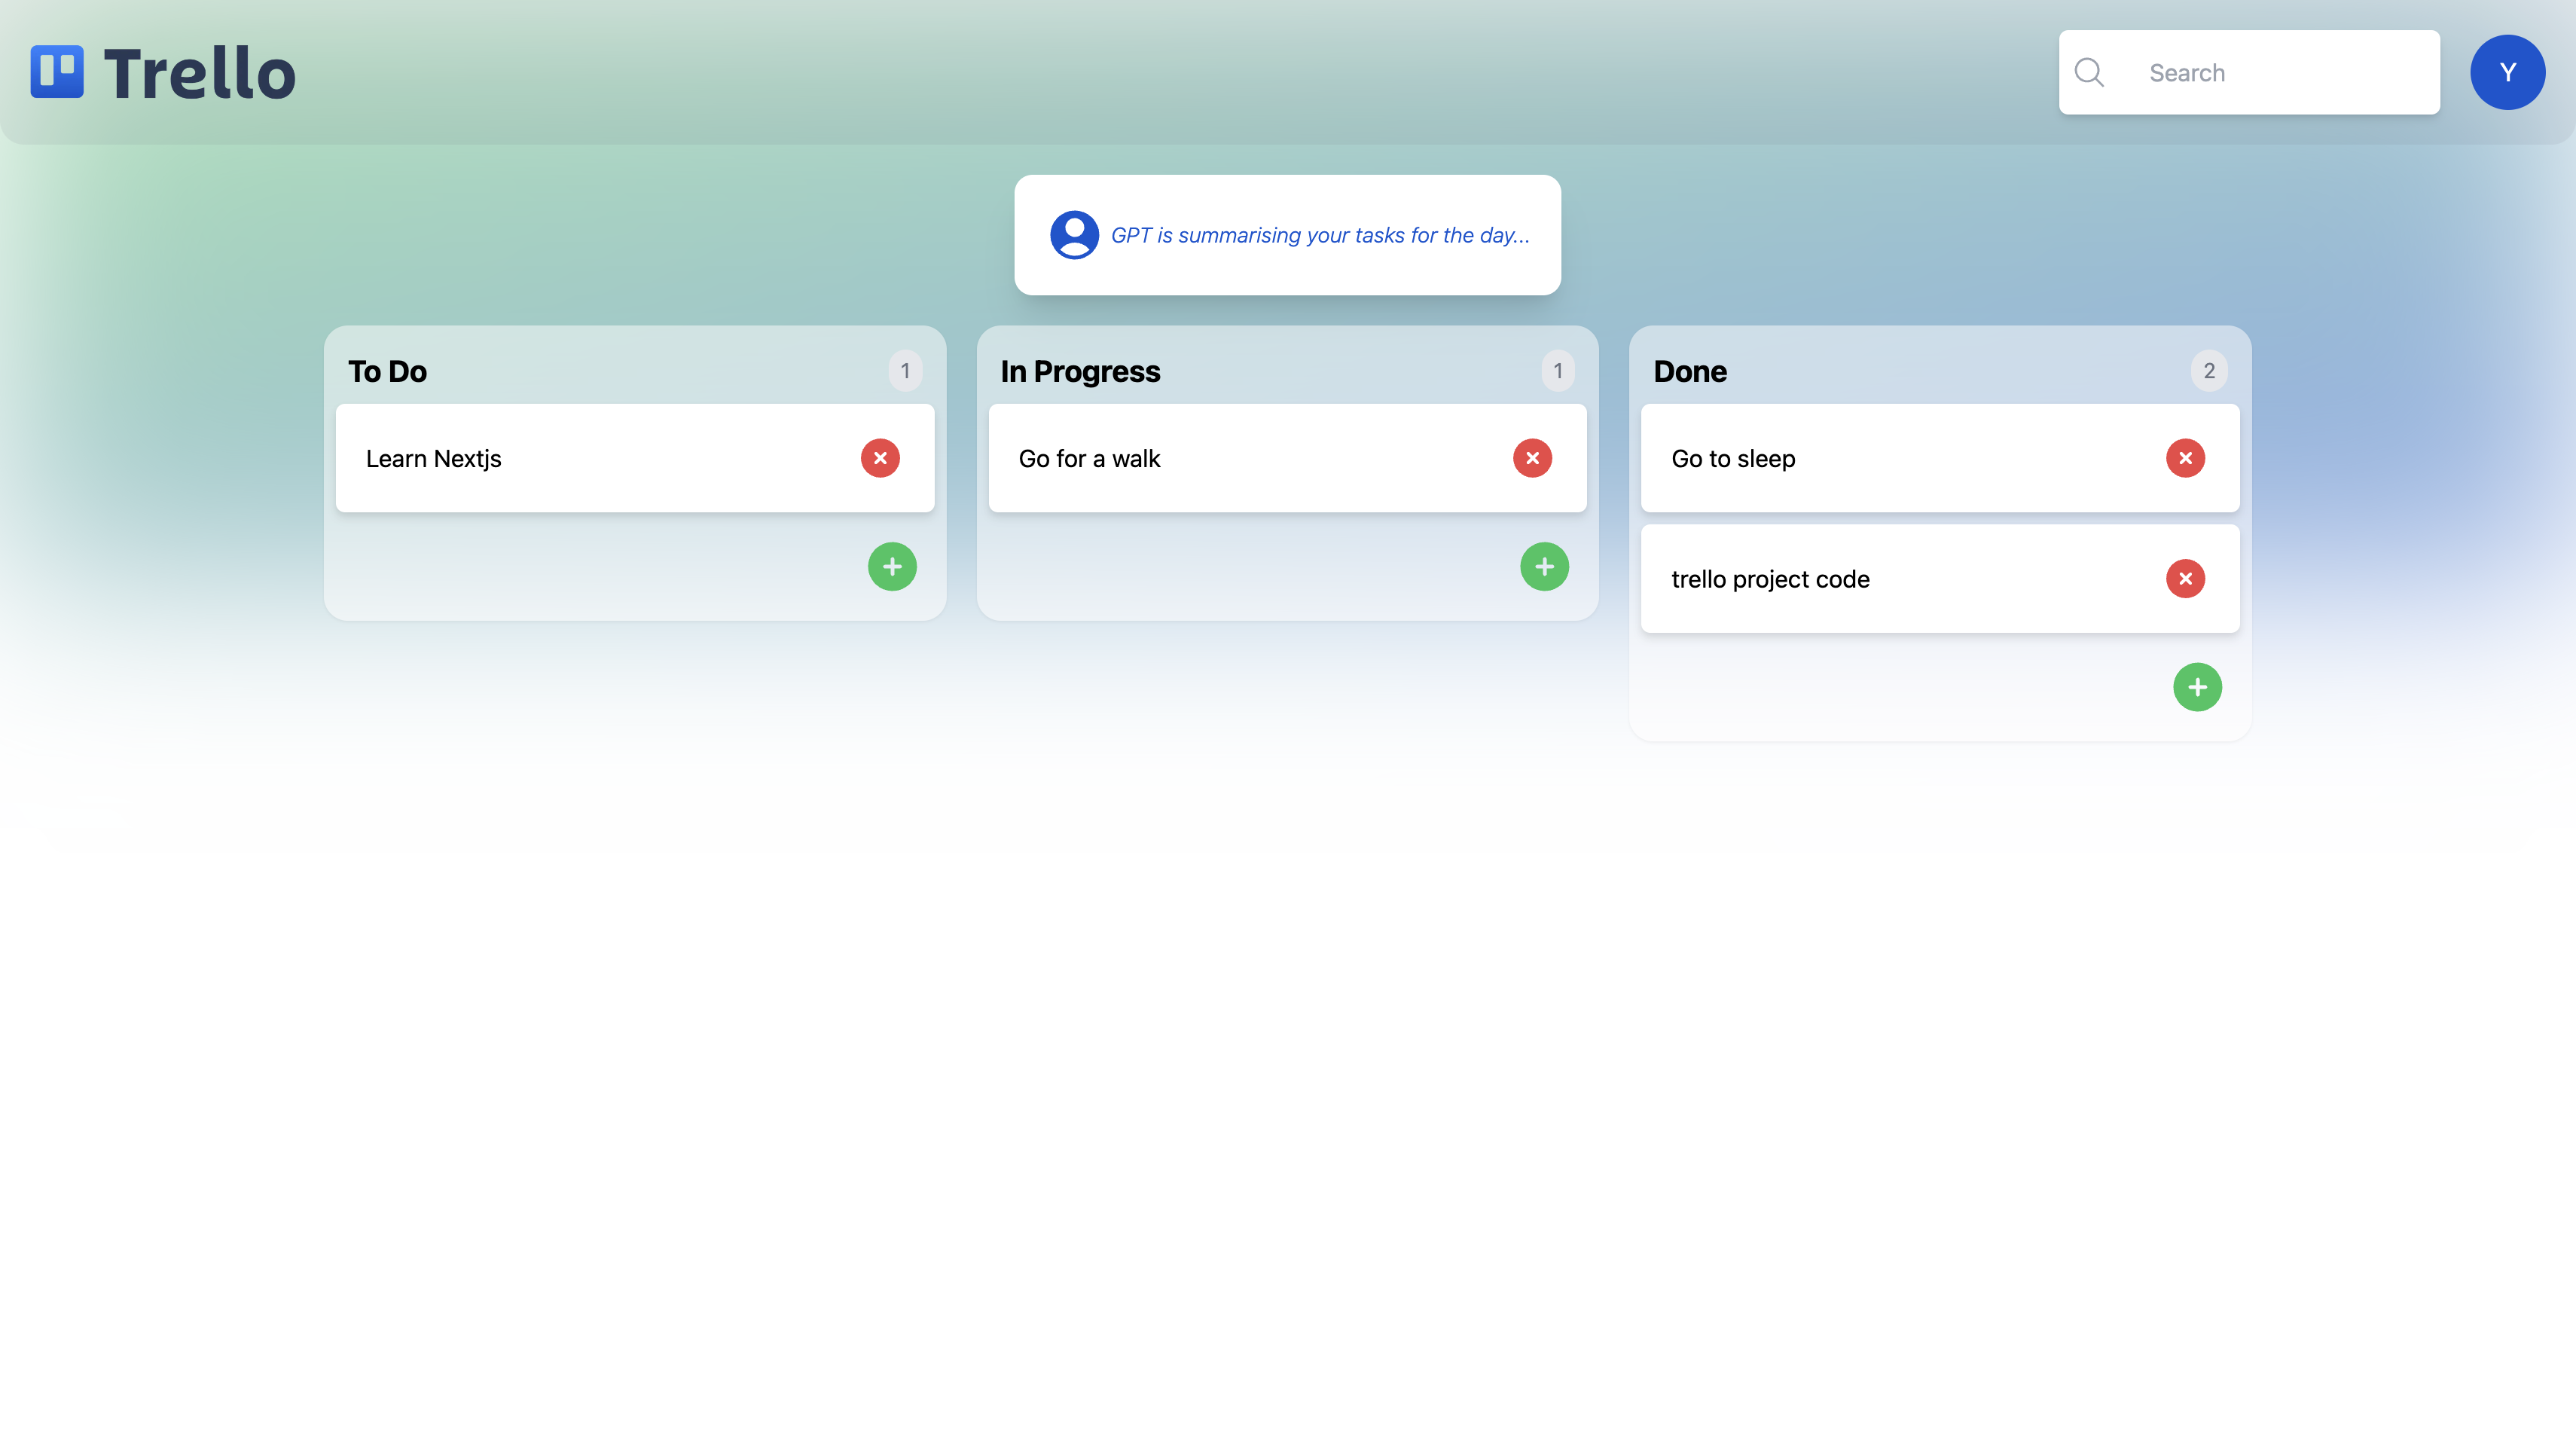 Trello
Search
Y
GPT is summarising your tasks for the day...
To Do
1
Learn Nextjs
In Progress
1
Go for a walk
Done
2
Go to sleep
trello project code